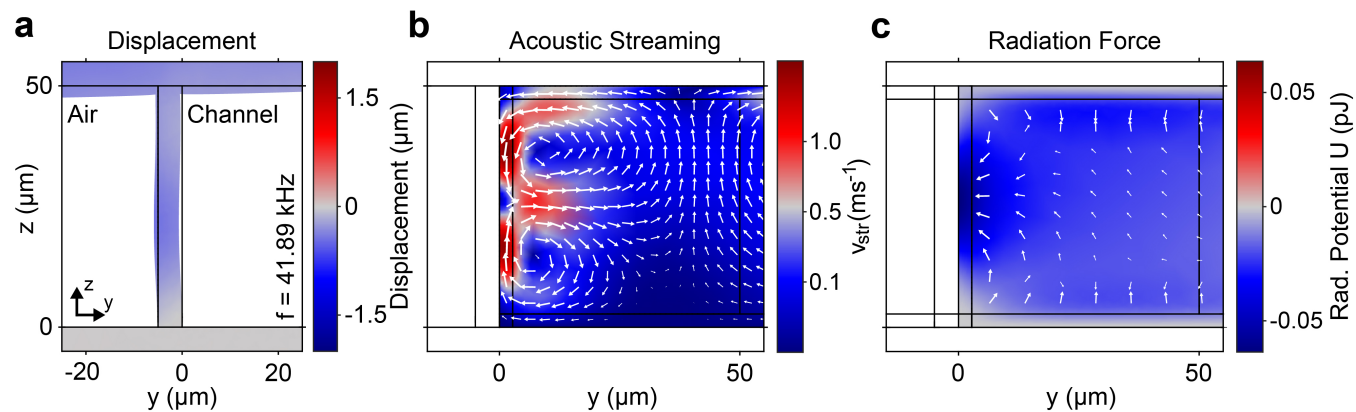 a
Displacement
50
Air
Channel
z (µm)
f = 41.89 kHz
z
y
0
-20
0
20
y (µm)
1.5
0
-1.5
Displacement (µm)
b
Acoustic Streaming
0
50
y (µm)
1.0
0.5
0.1
vstr(ms-1)
c
Radiation Force
0
50
y (µm)
0.05
0
-0.05
Rad. Potential U (pJ)